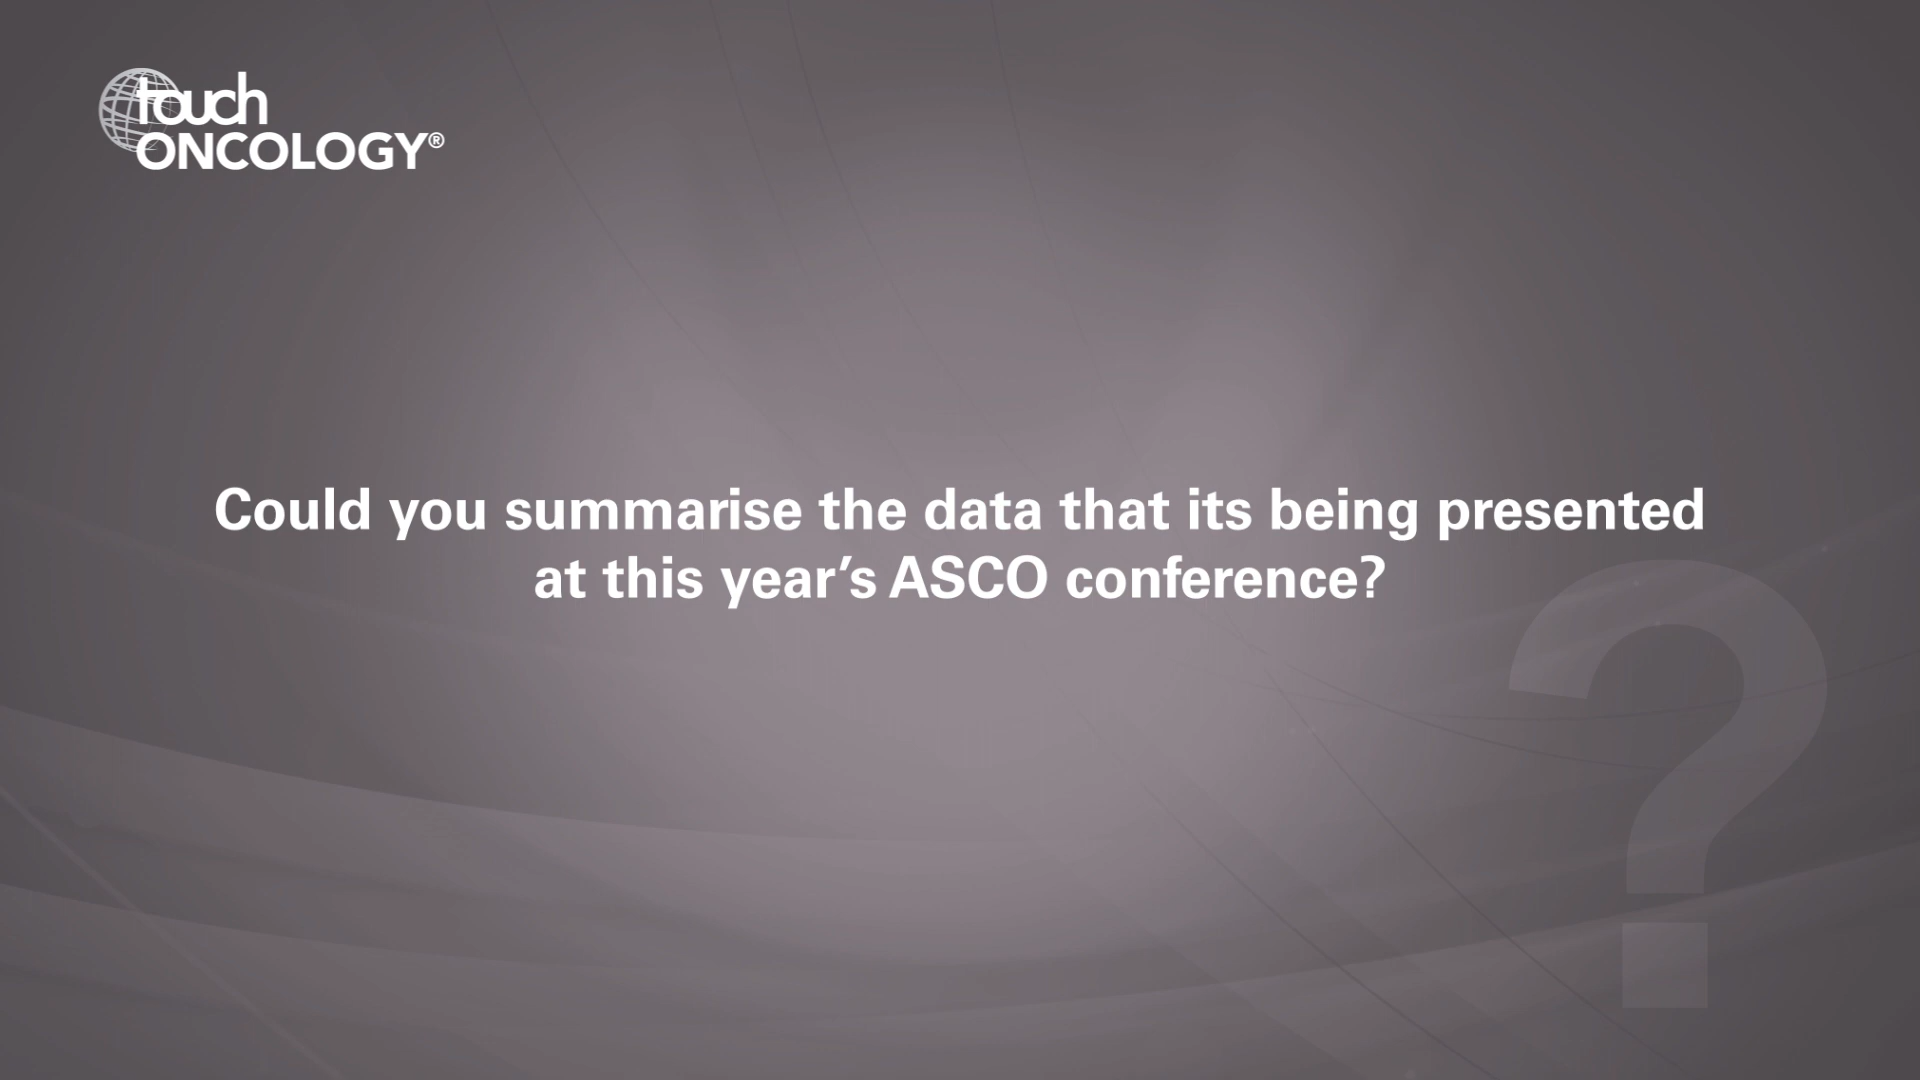 touch
ONCOLOGY®
Could you summarise the data that its being presented
at this year’s ASCO conference?
?